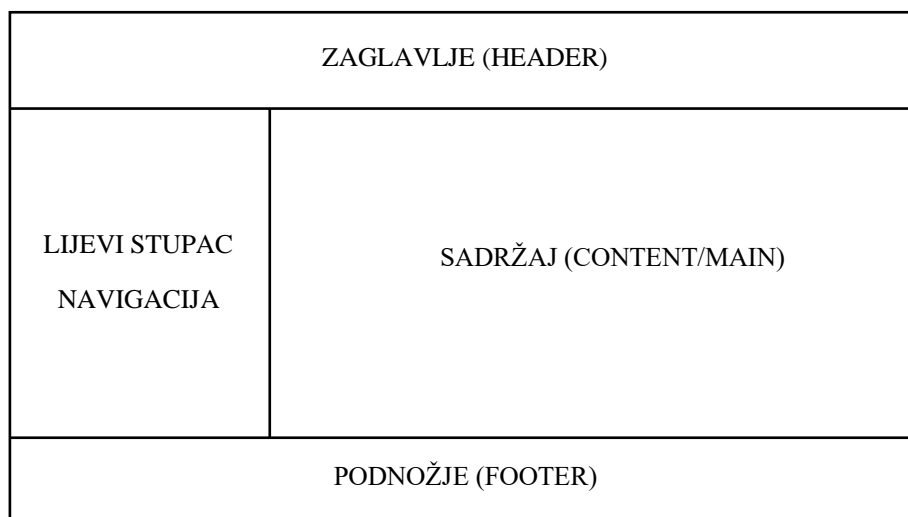 ZAGLAVLJE (HEADER)
LIJEVI STUPAC
NAVIGACIJA
SADRŽAJ (CONTENT/MAIN)
PODNOŽJE (FOOTER)